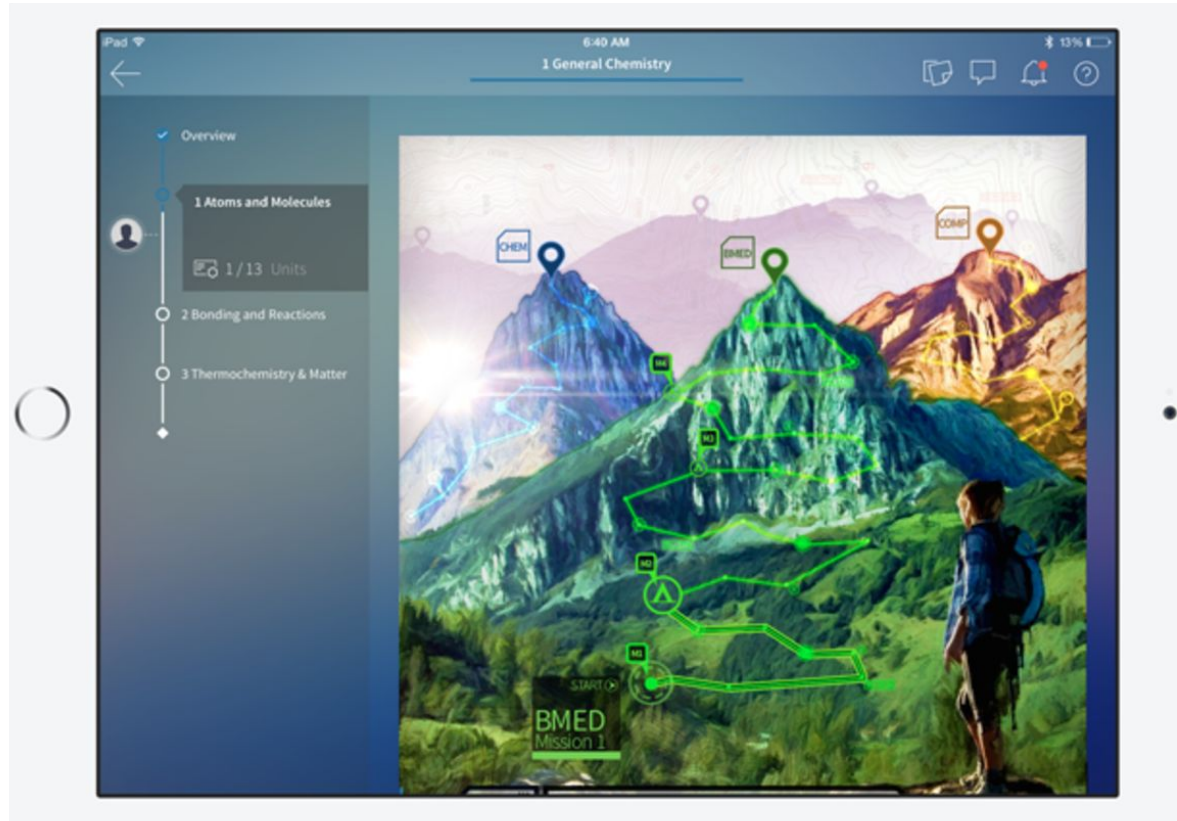 iPad
6:40 AM
13%
1 General Chemistry
Overview
1 Atoms and Molecules
1/13 Units
2 Bonding and Reactions
3 Thermochemistry & Matter
CHEM
BMED
COMP
M4
M3
M2
M1
START
BMED
Mission 1